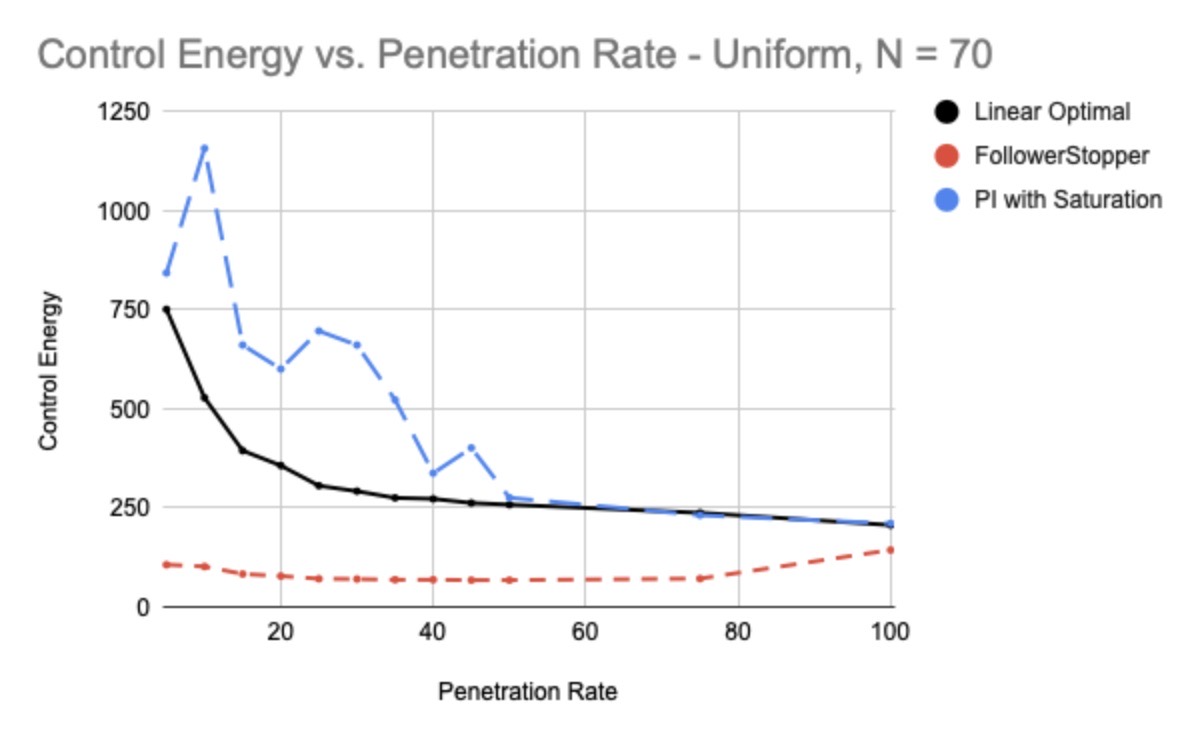 Control Energy vs. Penetration Rate - Uniform, N = 70
Linear Optimal
FollowerStopper
PI with Saturation
Control Energy
1250
1000
750
500
250
0
20 40 60 80 100
Penetration Rate